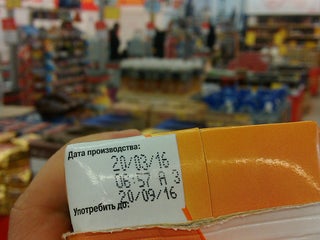 Дата производства:
20/03/16
06:57 А 3
20/09/16
Употребить до: